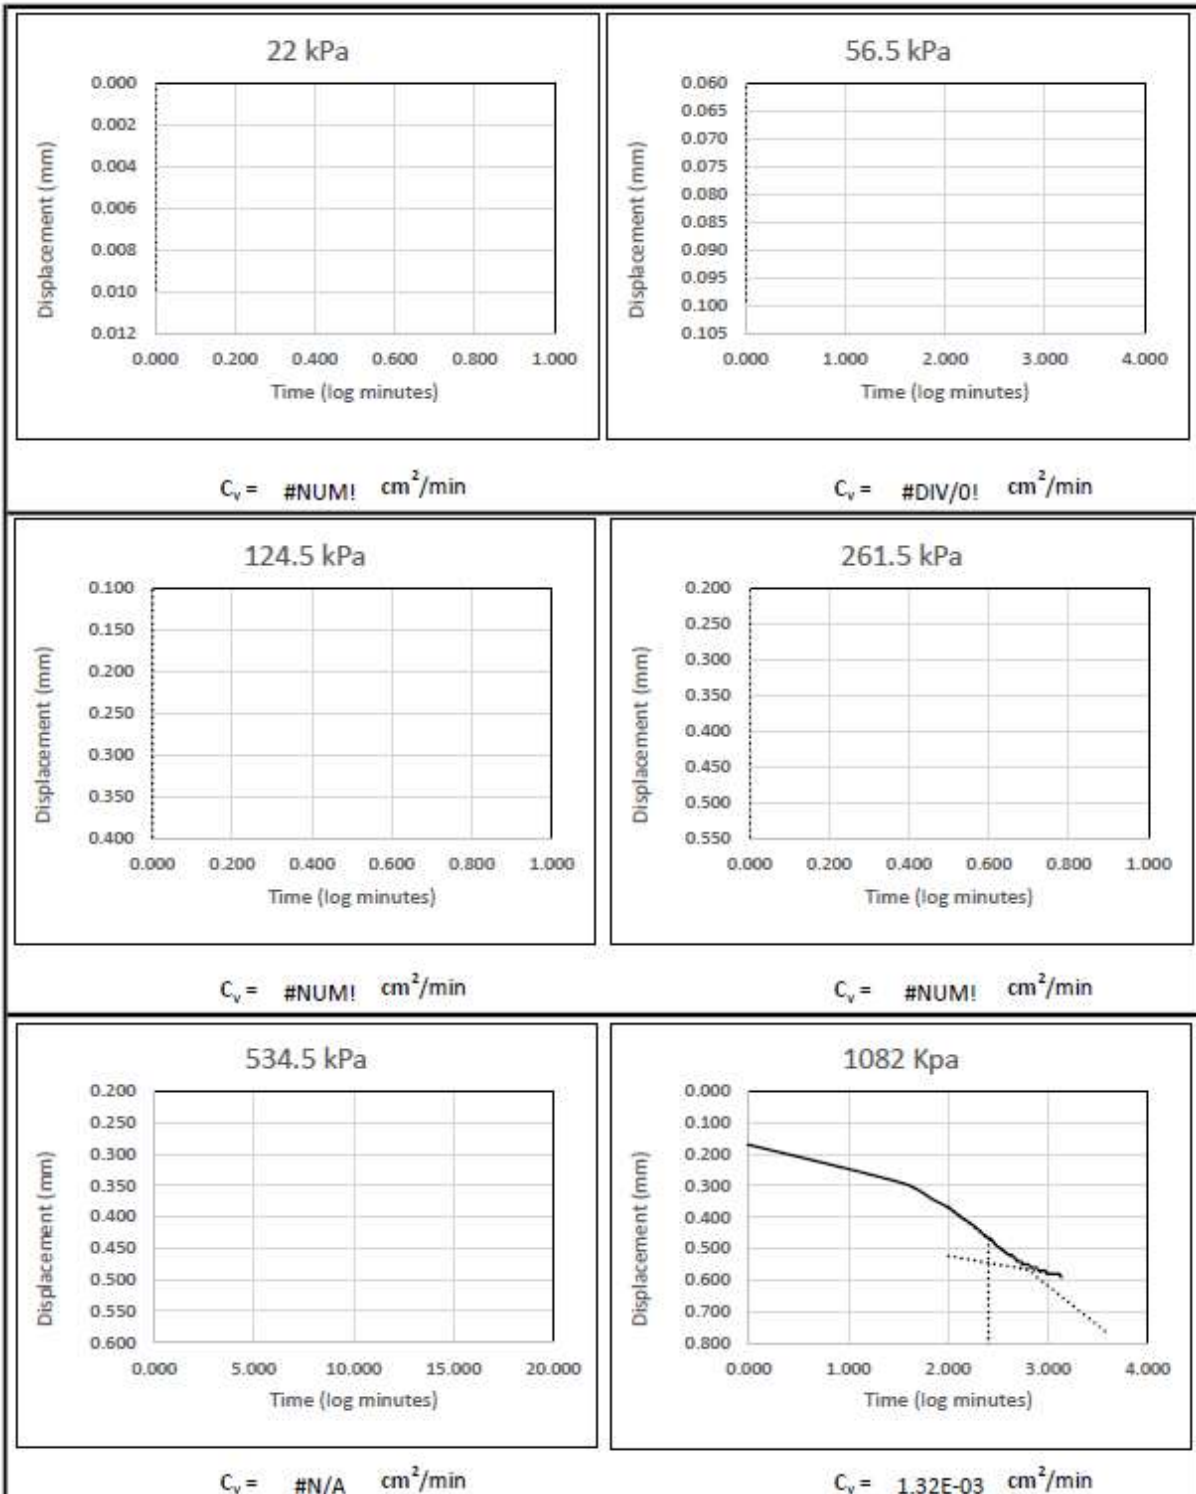 22 kPa
Displacement (mm)
0.000
0.002
0.004
0.006
0.008
0.010
0.012
0.000 0.200 0.400 0.600 0.800 1.000
Time (log minutes)
Cv = #NUM! cm²/min
56.5 kPa
Displacement (mm)
0.060
0.065
0.070
0.075
0.080
0.085
0.090
0.095
0.100
0.105
0.000 1.000 2.000 3.000 4.000
Time (log minutes)
Cv = #DIV/0! cm²/min
124.5 kPa
Displacement (mm)
0.100
0.150
0.200
0.250
0.300
0.350
0.400
0.000 0.200 0.400 0.600 0.800 1.000
Time (log minutes)
Cv = #NUM! cm²/min
261.5 kPa
Displacement (mm)
0.200
0.250
0.300
0.350
0.400
0.450
0.500
0.550
0.000 0.200 0.400 0.600 0.800 1.000
Time (log minutes)
Cv = #NUM! cm²/min
534.5 kPa
Displacement (mm)
0.200
0.250
0.300
0.350
0.400
0.450
0.500
0.550
0.600
0.000 5.000 10.000 15.000 20.000
Time (log minutes)
Cv = #N/A cm²/min
1082 Kpa
Displacement (mm)
0.000
0.100
0.200
0.300
0.400
0.500
0.600
0.700
0.800
0.000 1.000 2.000 3.000 4.000
Time (log minutes)
Cv = 1.32E-03 cm²/min